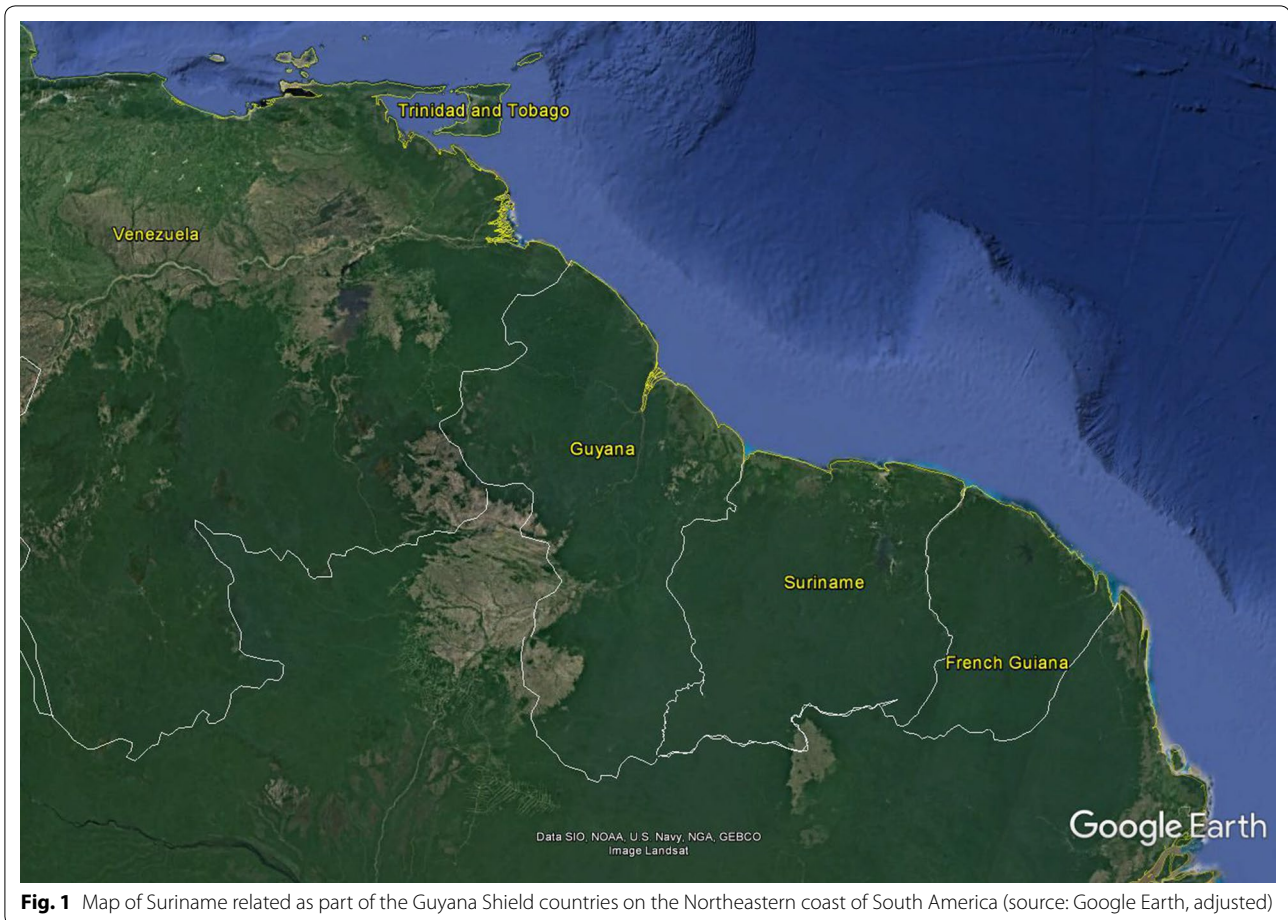 Trinidad and Tobago
Venezuela
Guyana
Suriname
French Guiana
Google Earth
Data SIO, NOAA, U.S. Navy, NGA, GEBCO
Image Landsat
Fig. 1 Map of Suriname related as part of the Guyana Shield countries on the Northeastern coast of South America (source: Google Earth, adjusted)